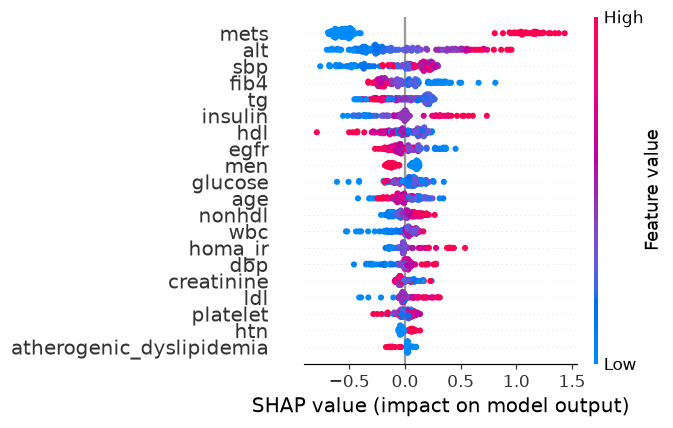 High
mets
alt
sbp
fib4
tg
insulin
hdl
egfr
men
glucose
age
nonhdl
wbc
homa_ir
dbp
creatinine
ldl
platelet
htn
atherogenic_dyslipidemia
Feature value
Low
−0.5 0.0 0.5 1.0 1.5
SHAP value (impact on model output)